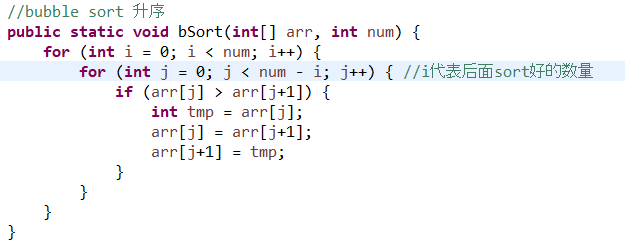 //bubble sort 升序
public static void bSort(int[] arr, int num) {
    for (int i = 0; i < num; i++) {
        for (int j = 0; j < num - i; j++) { //i代表后面sort好的数量
            if (arr[j] > arr[j+1]) {
                int tmp = arr[j];
                arr[j] = arr[j+1];
                arr[j+1] = tmp;
            }
        }
    }
}